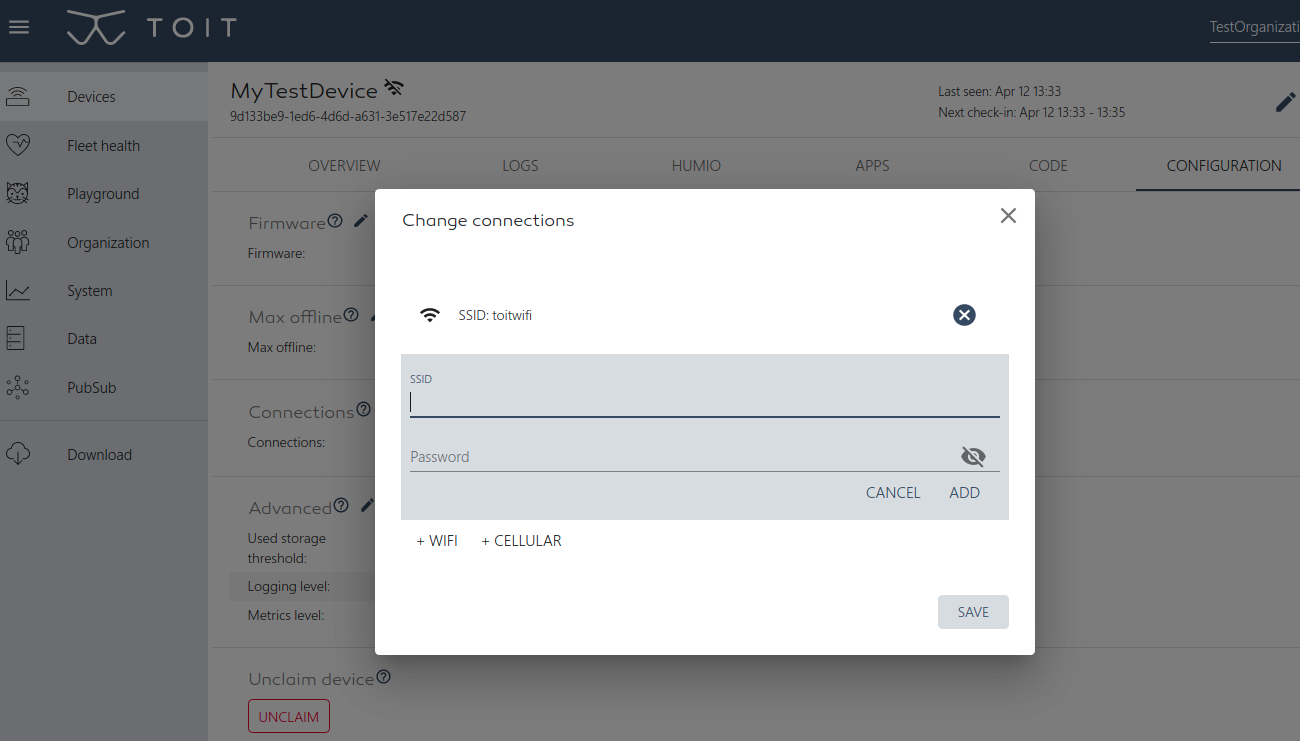 TOIT
TestOrganizati
Devices
Fleet health
Playground
Organization
System
Data
PubSub
Download
MyTestDevice
9d133be9-1ed6-4d6d-a631-3e517e22d587
Last seen: Apr 12 13:33
Next check-in: Apr 12 13:33 - 13:35
OVERVIEW LOGS HUMIO APPS CODE CONFIGURATION
Firmware
Firmware:
Max offline
Max offline:
Connections
Connections:
Advanced
Used storage
threshold:
Logging level:
Metrics level:
Unclaim device
UNCLAIM
Change connections
SSID: toitwifi
SSID
Password
CANCEL ADD
+ WIFI + CELLULAR
SAVE